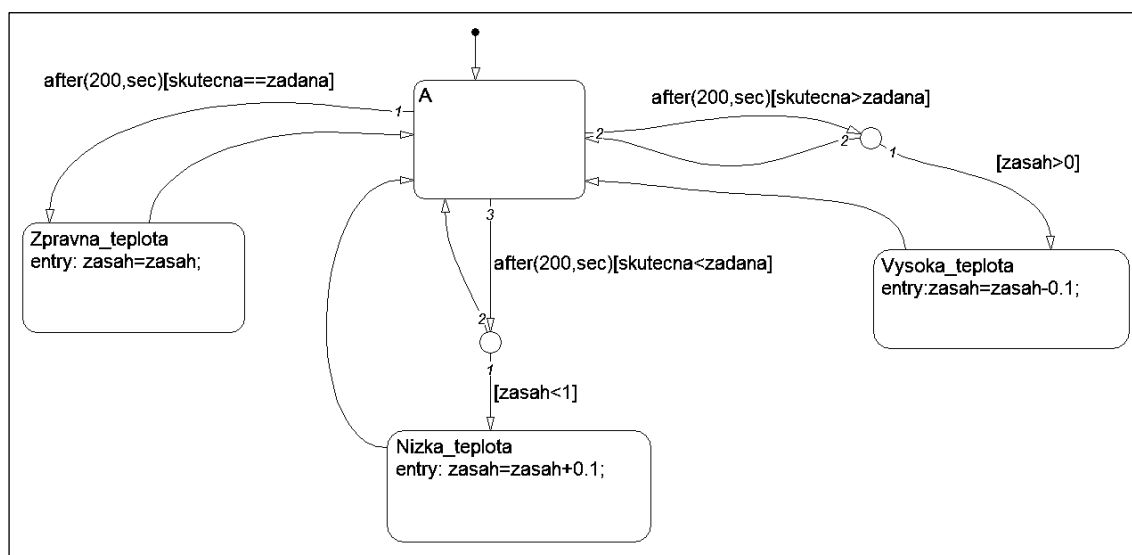 after(200,sec)[skutecna==zadana]
1
A
after(200,sec)[skutecna>zadana]
2
2
1
[zasah>0]
3
Zpravna_teplota
entry: zasah=zasah;
after(200,sec)[skutecna<zadana]
Vysoka_teplota
entry:zasah=zasah-0.1;
2
1
[zasah<1]
Nizka_teplota
entry: zasah=zasah+0.1;